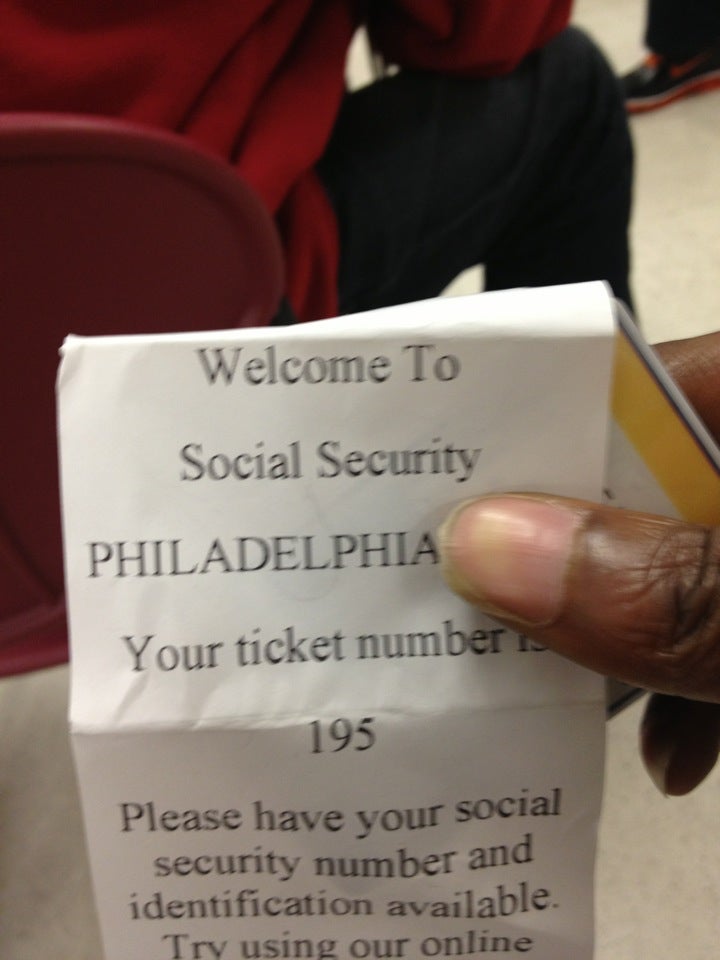 Welcome To
Social Security
PHILADELPHIA
Your ticket number is
195
Please have your social
security number and
identification available.
Try using our online